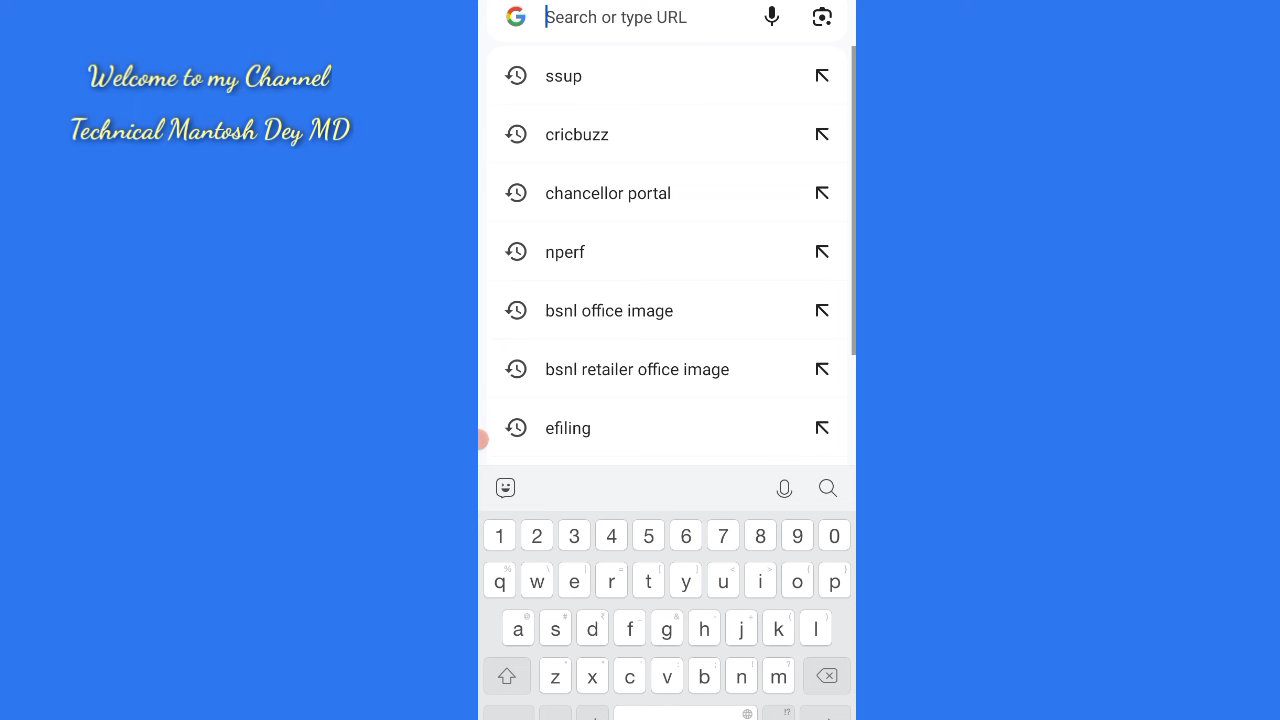 Welcome to my Channel
Technical Mantosh Dey MD
Search or type URL
ssup
cricbuzz
chancellor portal
nperf
bsnl office image
bsnl retailer office image
efiling
1 2 3 4 5 6 7 8 9 0
q w e r t y u i o p
a s d f g h j k l
z x c v b n m
!?